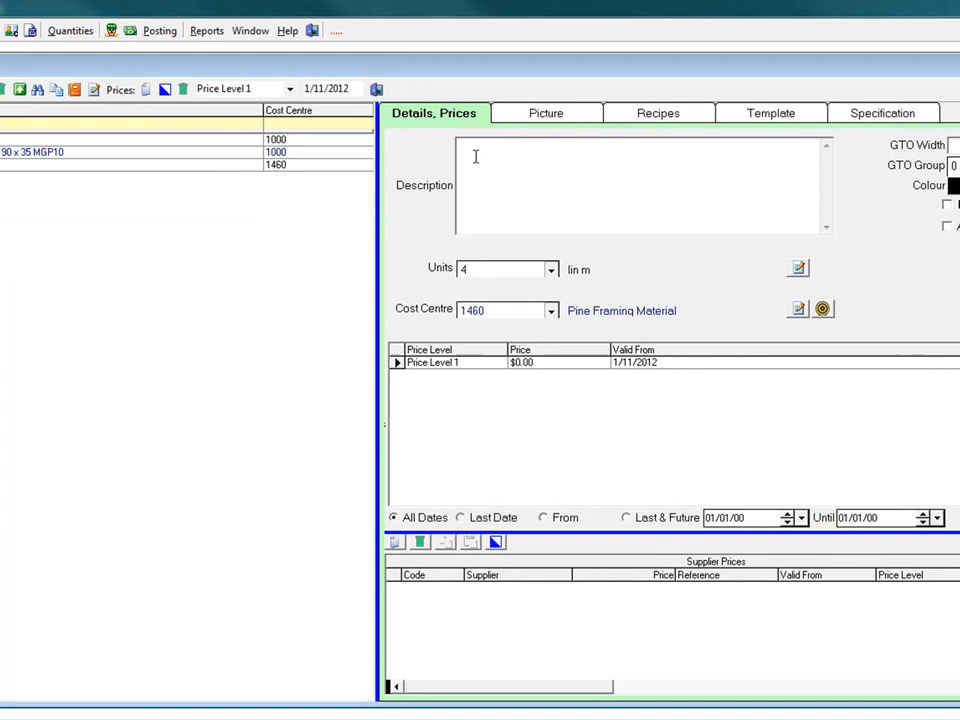 Quantities Posting Reports Window Help .....
Prices: Price Level 1 1/11/2012
Cost Centre
1000
90 x 35 MGP10 1000
1460
Details, Prices Picture Recipes Template Specification
GTO Width
GTO Group 0
Description Colour
Units 4 lin m
Cost Centre 1460 Pine Framing Material
Price Level Price Valid From
Price Level 1 $0.00 1/11/2012
All Dates Last Date From Last & Future 01/01/00 Until 01/01/00
Supplier Prices
Code Supplier Price Reference Valid From Price Level